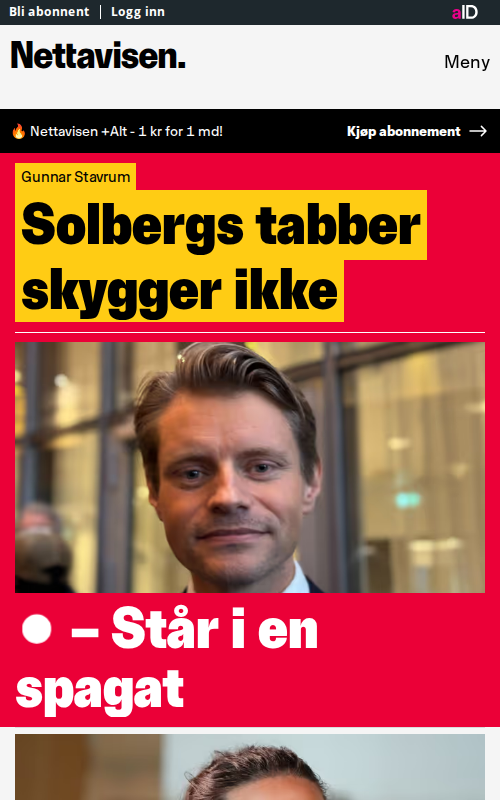 Bli abonnent | Logg inn
aID
Nettavisen.
Meny
🔥 Nettavisen +Alt - 1 kr for 1 md!
Kjøp abonnement →
Gunnar Stavrum
Solbergs tabber
skygger ikke
– Står i en
spagat